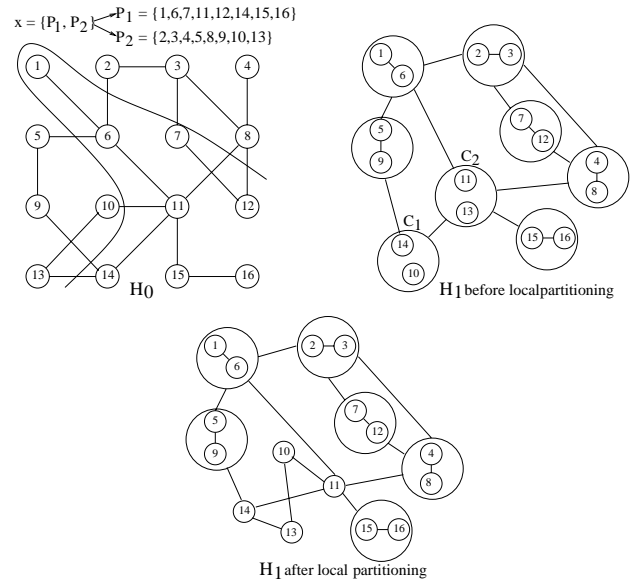 x = {P1, P2}
P1 = {1,6,7,11,12,14,15,16}
P2 = {2,3,4,5,8,9,10,13}
1 2 3 4
5 6 7 8
9 10 11 12
13 14 15 16
H0
1 6 2 3
5 9 7 12 4 8
C2
11 13
C1
14 10
15 16
H1 before localpartitioning
1 6 2 3
5 9 7 12 4 8
10 11
14 13
15 16
H1 after local partitioning